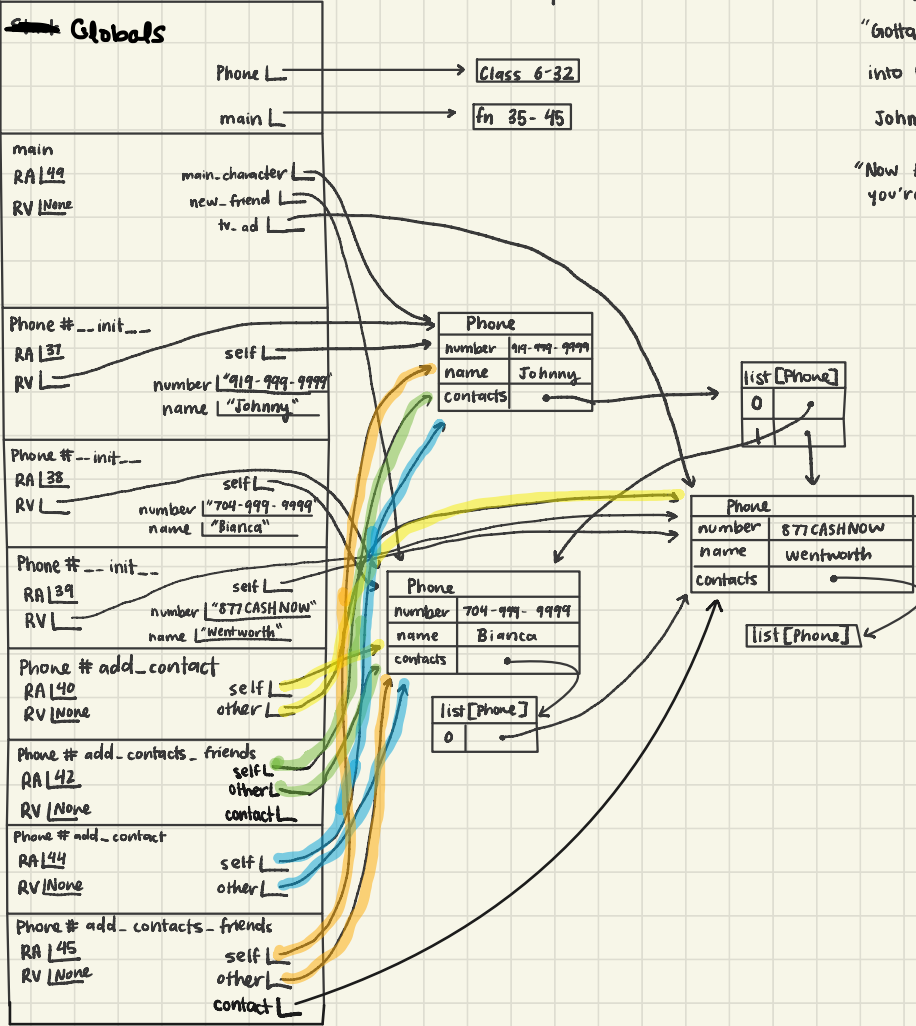 Globals
Phone
Class 6-32
main
fn 35-45
"Gotta
into
John
"Now
you're
main
RA 49
RV None
main_character
new_friend
tv_ad
Phone #__init__
RA 37
RV
self
number "919-999-9999"
name "Johnny"
Phone
number 919-999-9999
name Johnny
contacts
list[Phone]
0
1
Phone #__init__
RA 38
RV
self
number "704-999-9999"
name "Bianca"
Phone
number 877CASHNOW
name Wentworth
contacts
list[Phone]
Phone #__init__
RA 39
RV
self
number "877CASHNOW"
name "Wentworth"
Phone
number 704-999-9999
name Bianca
contacts
list[Phone]
0
Phone # add_contact
RA 40
RV None
self
other
Phone # add_contacts_friends
RA 42
RV None
self
other
contact
Phone # add_contact
RA 44
RV None
self
other
Phone # add_contacts_friends
RA 45
RV None
self
other
contact